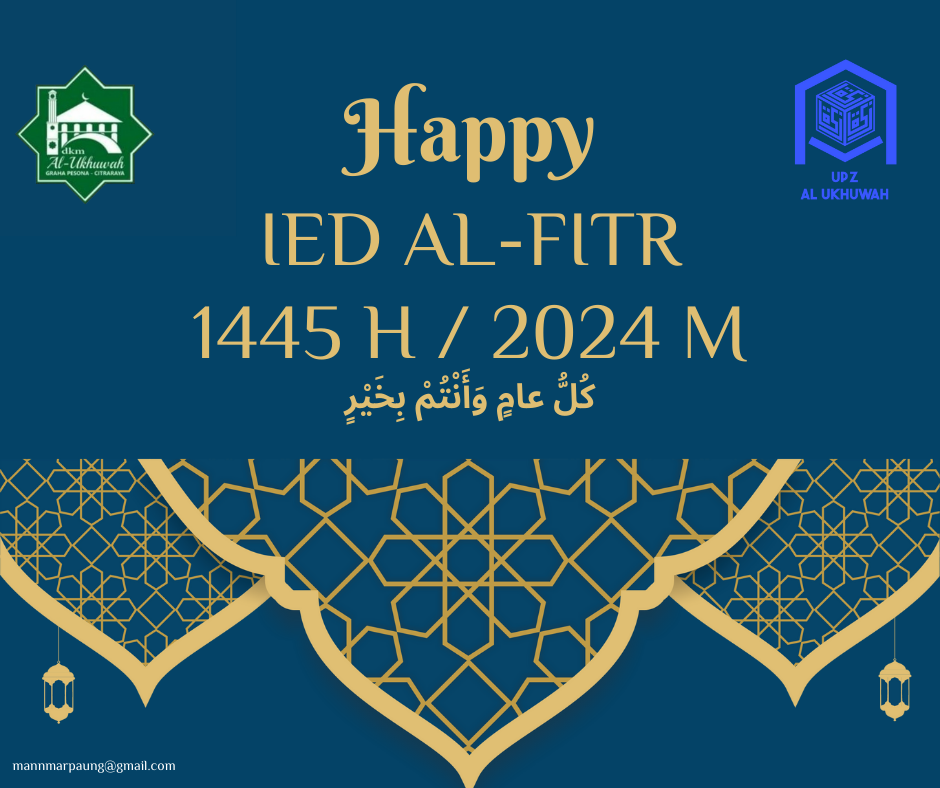 Happy
IED AL-FITR
1445 H / 2024 M
كُلُّ عامٍ وَأَنْتُمْ بِخَيْرٍ
dkm
Al-Ukhuwah
GRAHA PESONA - CITRARAYA
UPZ
AL UKHUWAH
mannmarpaung@gmail.com